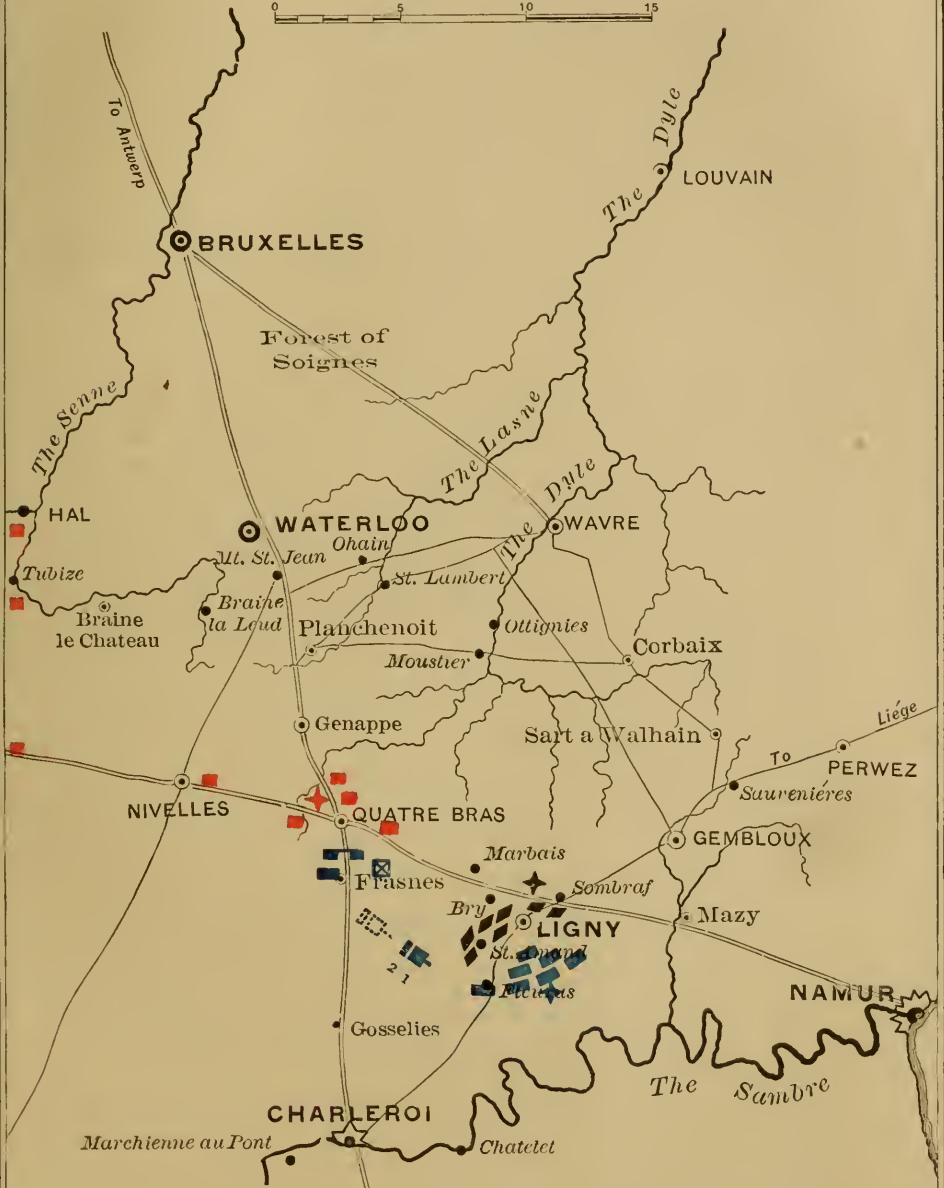 0 5 10 15
To Antwerp
The Dyle
LOUVAIN
BRUXELLES
Forest of
Soignes
The Senne
The Lasne
The Dyle
HAL
WATERLOO
WAVRE
Ohain
Mt. St. Jean
Tubize
St. Lambert
Braine
la Leud
Braine
le Chateau
Planchenoit
Ottignies
Moustier
Corbaix
Genappe
Sart a Walhain
To Liége
PERWEZ
NIVELLES
Saureniéres
QUATRE BRAS
GEMBLOUX
Marbais
Frasnes
Sombraf
Bry
Mazy
LIGNY
St. Amand
2 1
Fleurus
NAMUR
Gosselies
The Sambre
CHARLEROI
Marchienne au Pont
Chatelet